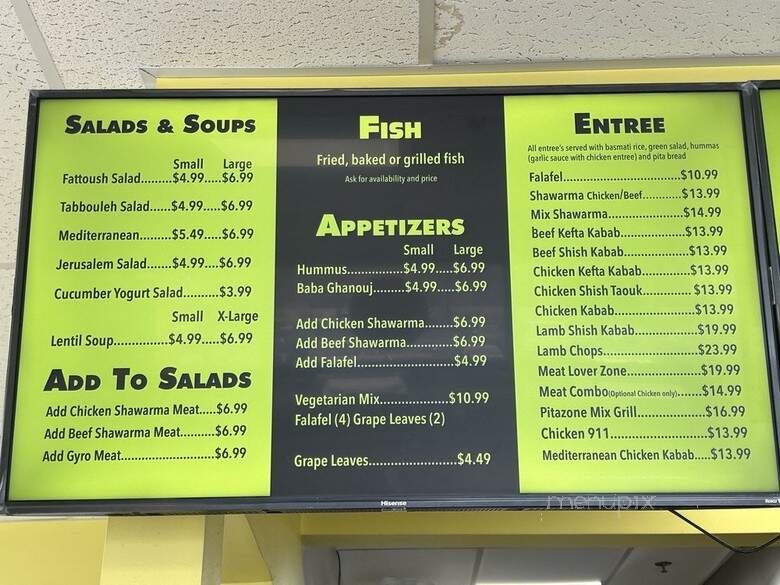 SALADS & SOUPS
Small Large
Fattoush Salad.........$4.99.....$6.99
Tabbouleh Salad......$4.99.....$6.99
Mediterranean........$5.49....$6.99
Jerusalem Salad.......$4.99....$6.99
Cucumber Yogurt Salad..........$3.99
Small X-Large
Lentil Soup..............$4.99.....$6.99
ADD TO SALADS
Add Chicken Shawarma Meat.....$6.99
Add Beef Shawarma Meat..........$6.99
Add Gyro Meat...........................$6.99
FISH
Fried, baked or grilled fish
Ask for availability and price
APPETIZERS
Small Large
Hummus................$4.99.....$6.99
Baba Ghanouj.........$4.99.....$6.99
Add Chicken Shawarma........$6.99
Add Beef Shawarma..............$6.99
Add Falafel............................$4.99
Vegetarian Mix...................$10.99
Falafel (4) Grape Leaves (2)
Grape Leaves.........................$4.49
ENTREE
All entree's served with basmati rice, green salad, hummas
(garlic sauce with chicken entree) and pita bread
Falafel....................................$10.99
Shawarma Chicken/Beef...........$13.99
Mix Shawarma...................$14.99
Beef Kefta Kabab................$13.99
Beef Shish Kabab................$13.99
Chicken Kefta Kabab............$13.99
Chicken Shish Taouk............ $13.99
Chicken Kabab....................$13.99
Lamb Shish Kabab...............$19.99
Lamb Chops.......................$23.99
Meat Lover Zone..................$19.99
Meat Combo(Optional Chicken only).......$14.99
Pitazone Mix Grill.................$16.99
Chicken 911.........................$13.99
Mediterranean Chicken Kabab.....$13.99
Hisense
Roku
menupix